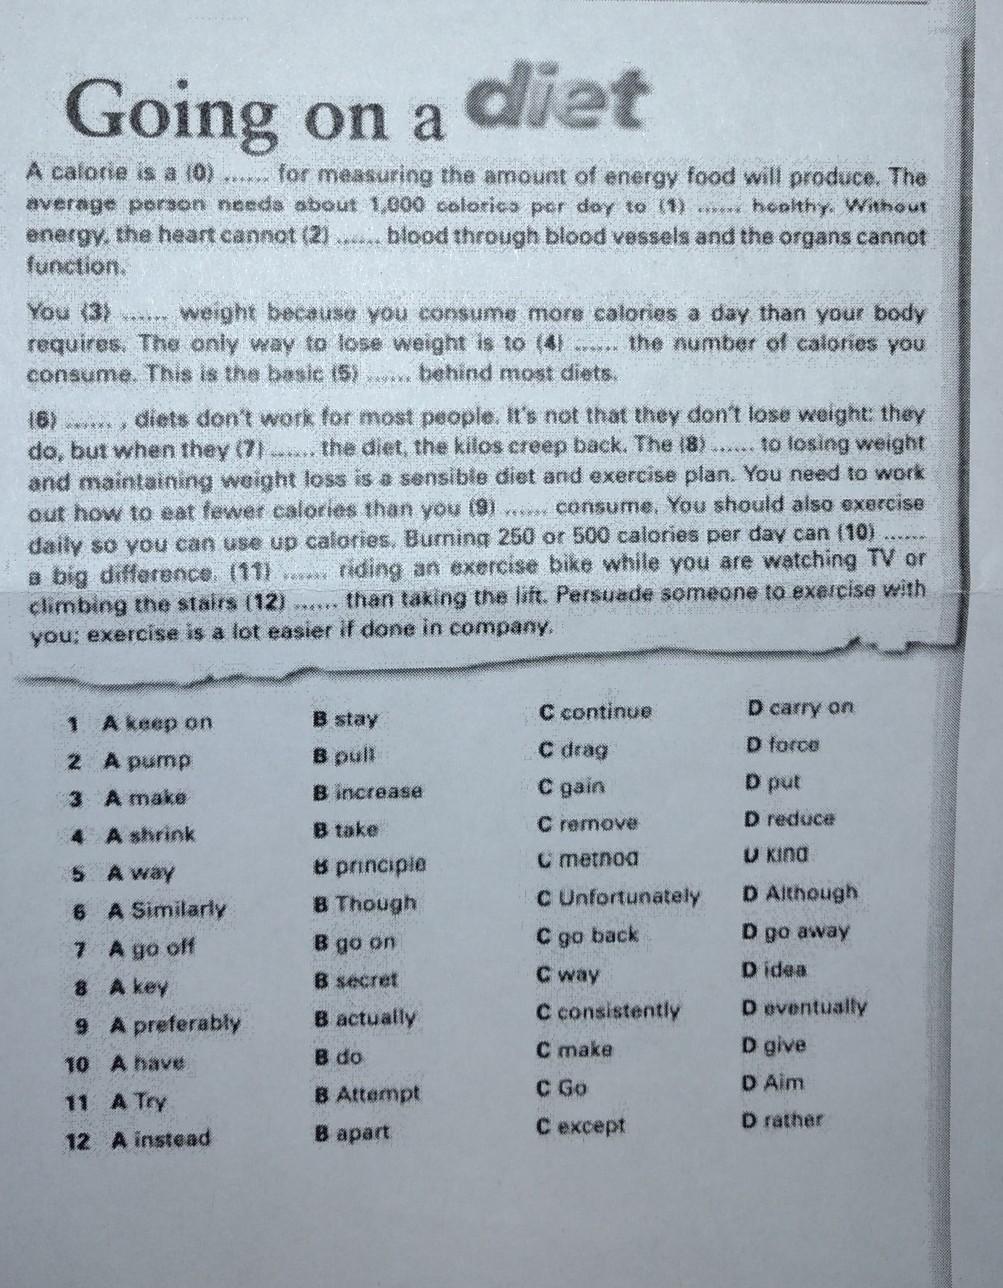 Going on a diet
A calorie is a (0) ...... for measuring the amount of energy food will produce. The
average person needs about 1,800 calories per day to (1) ...... healthy. Without
energy, the heart cannot (2) ...... blood through blood vessels and the organs cannot
function.
You (3) ...... weight because you consume more calories a day than your body
requires. The only way to lose weight is to (4) ...... the number of calories you
consume. This is the basic (5) ...... behind most diets.
(6) ...... , diets don't work for most people. It's not that they don't lose weight: they
do, but when they (7) ...... the diet, the kilos creep back. The (8) ...... to losing weight
and maintaining weight loss is a sensible diet and exercise plan. You need to work
out how to eat fewer calories than you (9) ...... consume. You should also exercise
daily so you can use up calories. Burning 250 or 500 calories per day can (10) ......
a big difference. (11) ...... riding an exercise bike while you are watching TV or
climbing the stairs (12) ...... than taking the lift. Persuade someone to exercise with
you; exercise is a lot easier if done in company.
1 A keep on B stay C continue D carry on
2 A pump B pull C drag D force
3 A make B increase C gain D put
4 A shrink B take C remove D reduce
5 A way B principle C method D kind
6 A Similarly B Though C Unfortunately D Although
7 A go off B go on C go back D go away
8 A key B secret C way D idea
9 A preferably B actually C consistently D eventually
10 A have B do C make D give
11 A Try B Attempt C Go D Aim
12 A instead B apart C except D rather